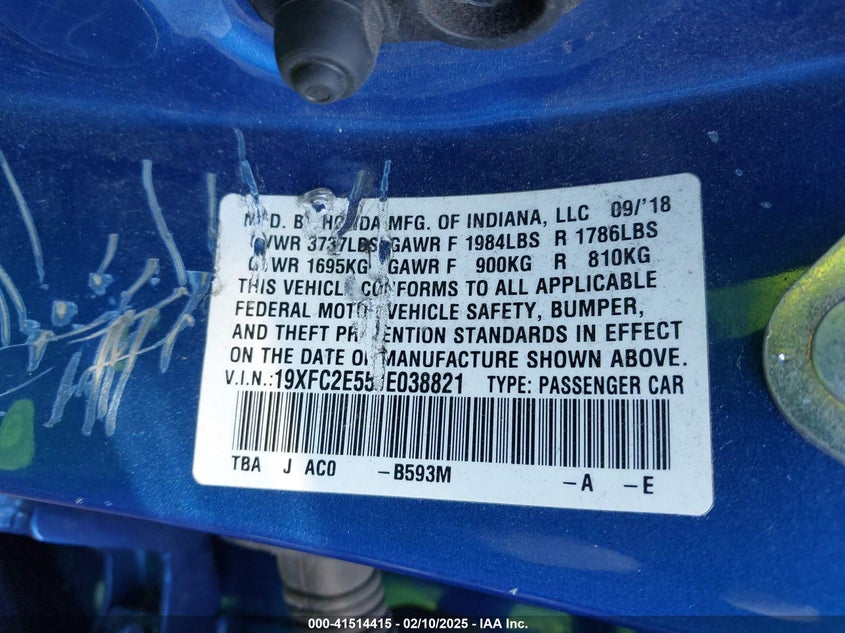 MFD. BY HONDA MFG. OF INDIANA, LLC 09/'18
GVWR 3737LBS GAWR F 1984LBS R 1786LBS
GVWR 1695KG GAWR F 900KG R 810KG
THIS VEHICLE CONFORMS TO ALL APPLICABLE
FEDERAL MOTOR VEHICLE SAFETY, BUMPER,
AND THEFT PREVENTION STANDARDS IN EFFECT
ON THE DATE OF MANUFACTURE SHOWN ABOVE.
V.I.N.: TYPE: PASSENGER CAR
TBA J AC0 -B593M
-A -E
000-41514415 - 02/10/2025 - IAA Inc.